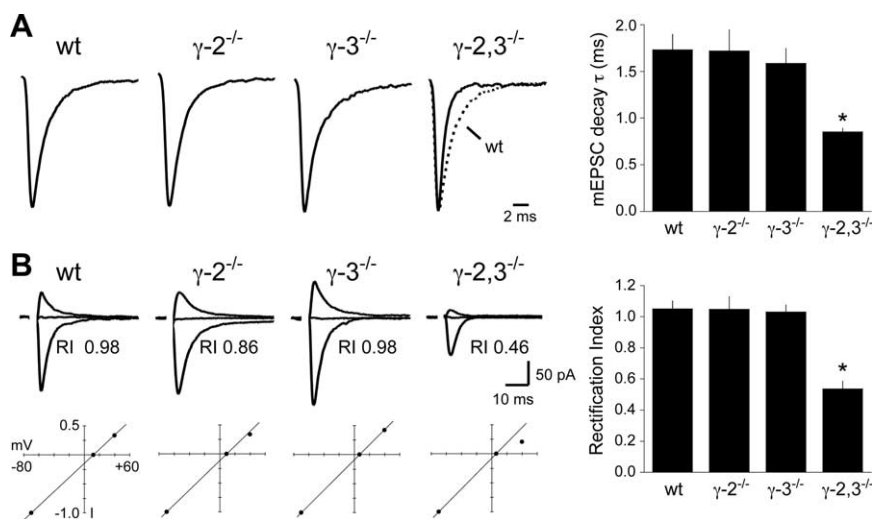 A
wt
γ-2-/-
γ-3-/-
γ-2,3-/-
wt
2 ms
mEPSC decay τ (ms)
2.0
1.5
1.0
0.5
0.0
*
wt
γ-2-/-
γ-3-/-
γ-2,3-/-
B
wt
γ-2-/-
γ-3-/-
γ-2,3-/-
RI 0.98
RI 0.86
RI 0.98
RI 0.46
50 pA
10 ms
0.5
mV
-80
+60
-1.0
I
Rectification Index
1.2
1.0
0.8
0.6
0.4
0.2
0.0
*
wt
γ-2-/-
γ-3-/-
γ-2,3-/-